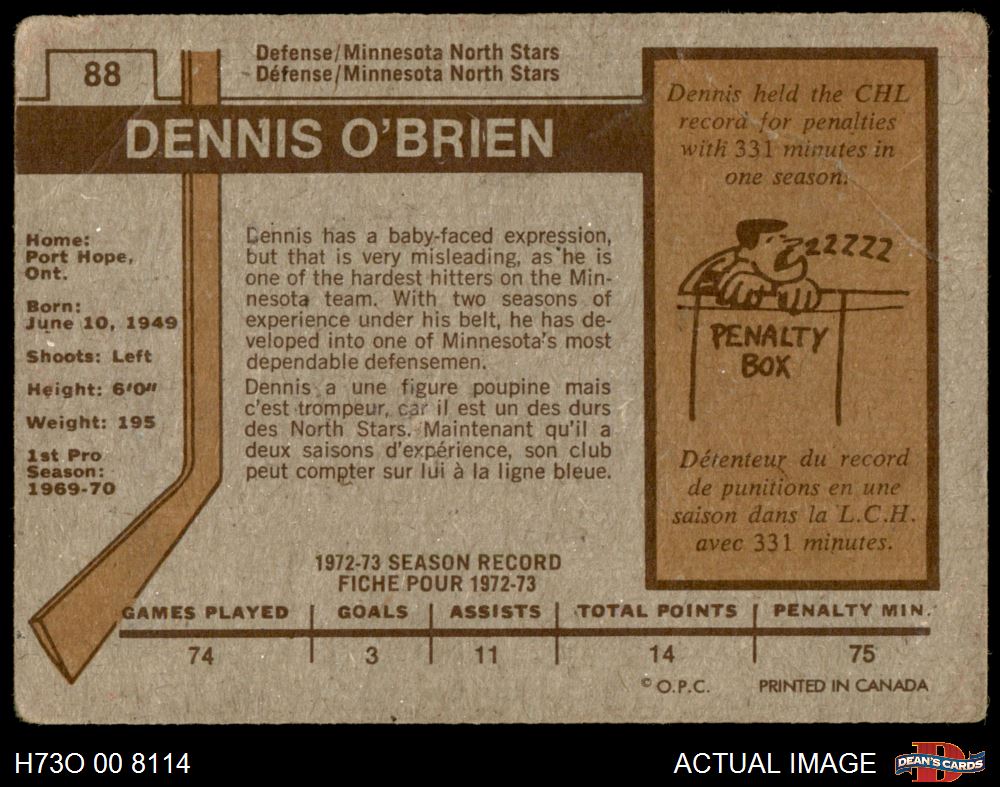 88
Defense/Minnesota North Stars
Défense/Minnesota North Stars
DENNIS O'BRIEN
Home:
Port Hope,
Ont.
Born:
June 10, 1949
Shoots: Left
Height: 6'0"
Weight: 195
1st Pro
Season:
1969-70
Dennis has a baby-faced expression,
but that is very misleading, as he is
one of the hardest hitters on the Min-
nesota team. With two seasons of
experience under his belt, he has de-
veloped into one of Minnesota's most
dependable defensemen.
Dennis a une figure poupine mais
c'est trompeur, car il est un des durs
des North Stars. Maintenant qu'il a
deux saisons d'expérience, son club
peut compter sur lui à la ligne bleue.
Dennis held the CHL
record for penalties
with 331 minutes in
one season.
ZZZZZZZ
PENALTY
BOX
Détenteur du record
de punitions en une
saison dans la L.C.H.
avec 331 minutes.
1972-73 SEASON RECORD
FICHE POUR 1972-73
GAMES PLAYED GOALS ASSISTS TOTAL POINTS PENALTY MIN.
74 3 11 14 75
© O.P.C. PRINTED IN CANADA
H73O 00 8114
ACTUAL IMAGE
D
DEAN'S CARDS